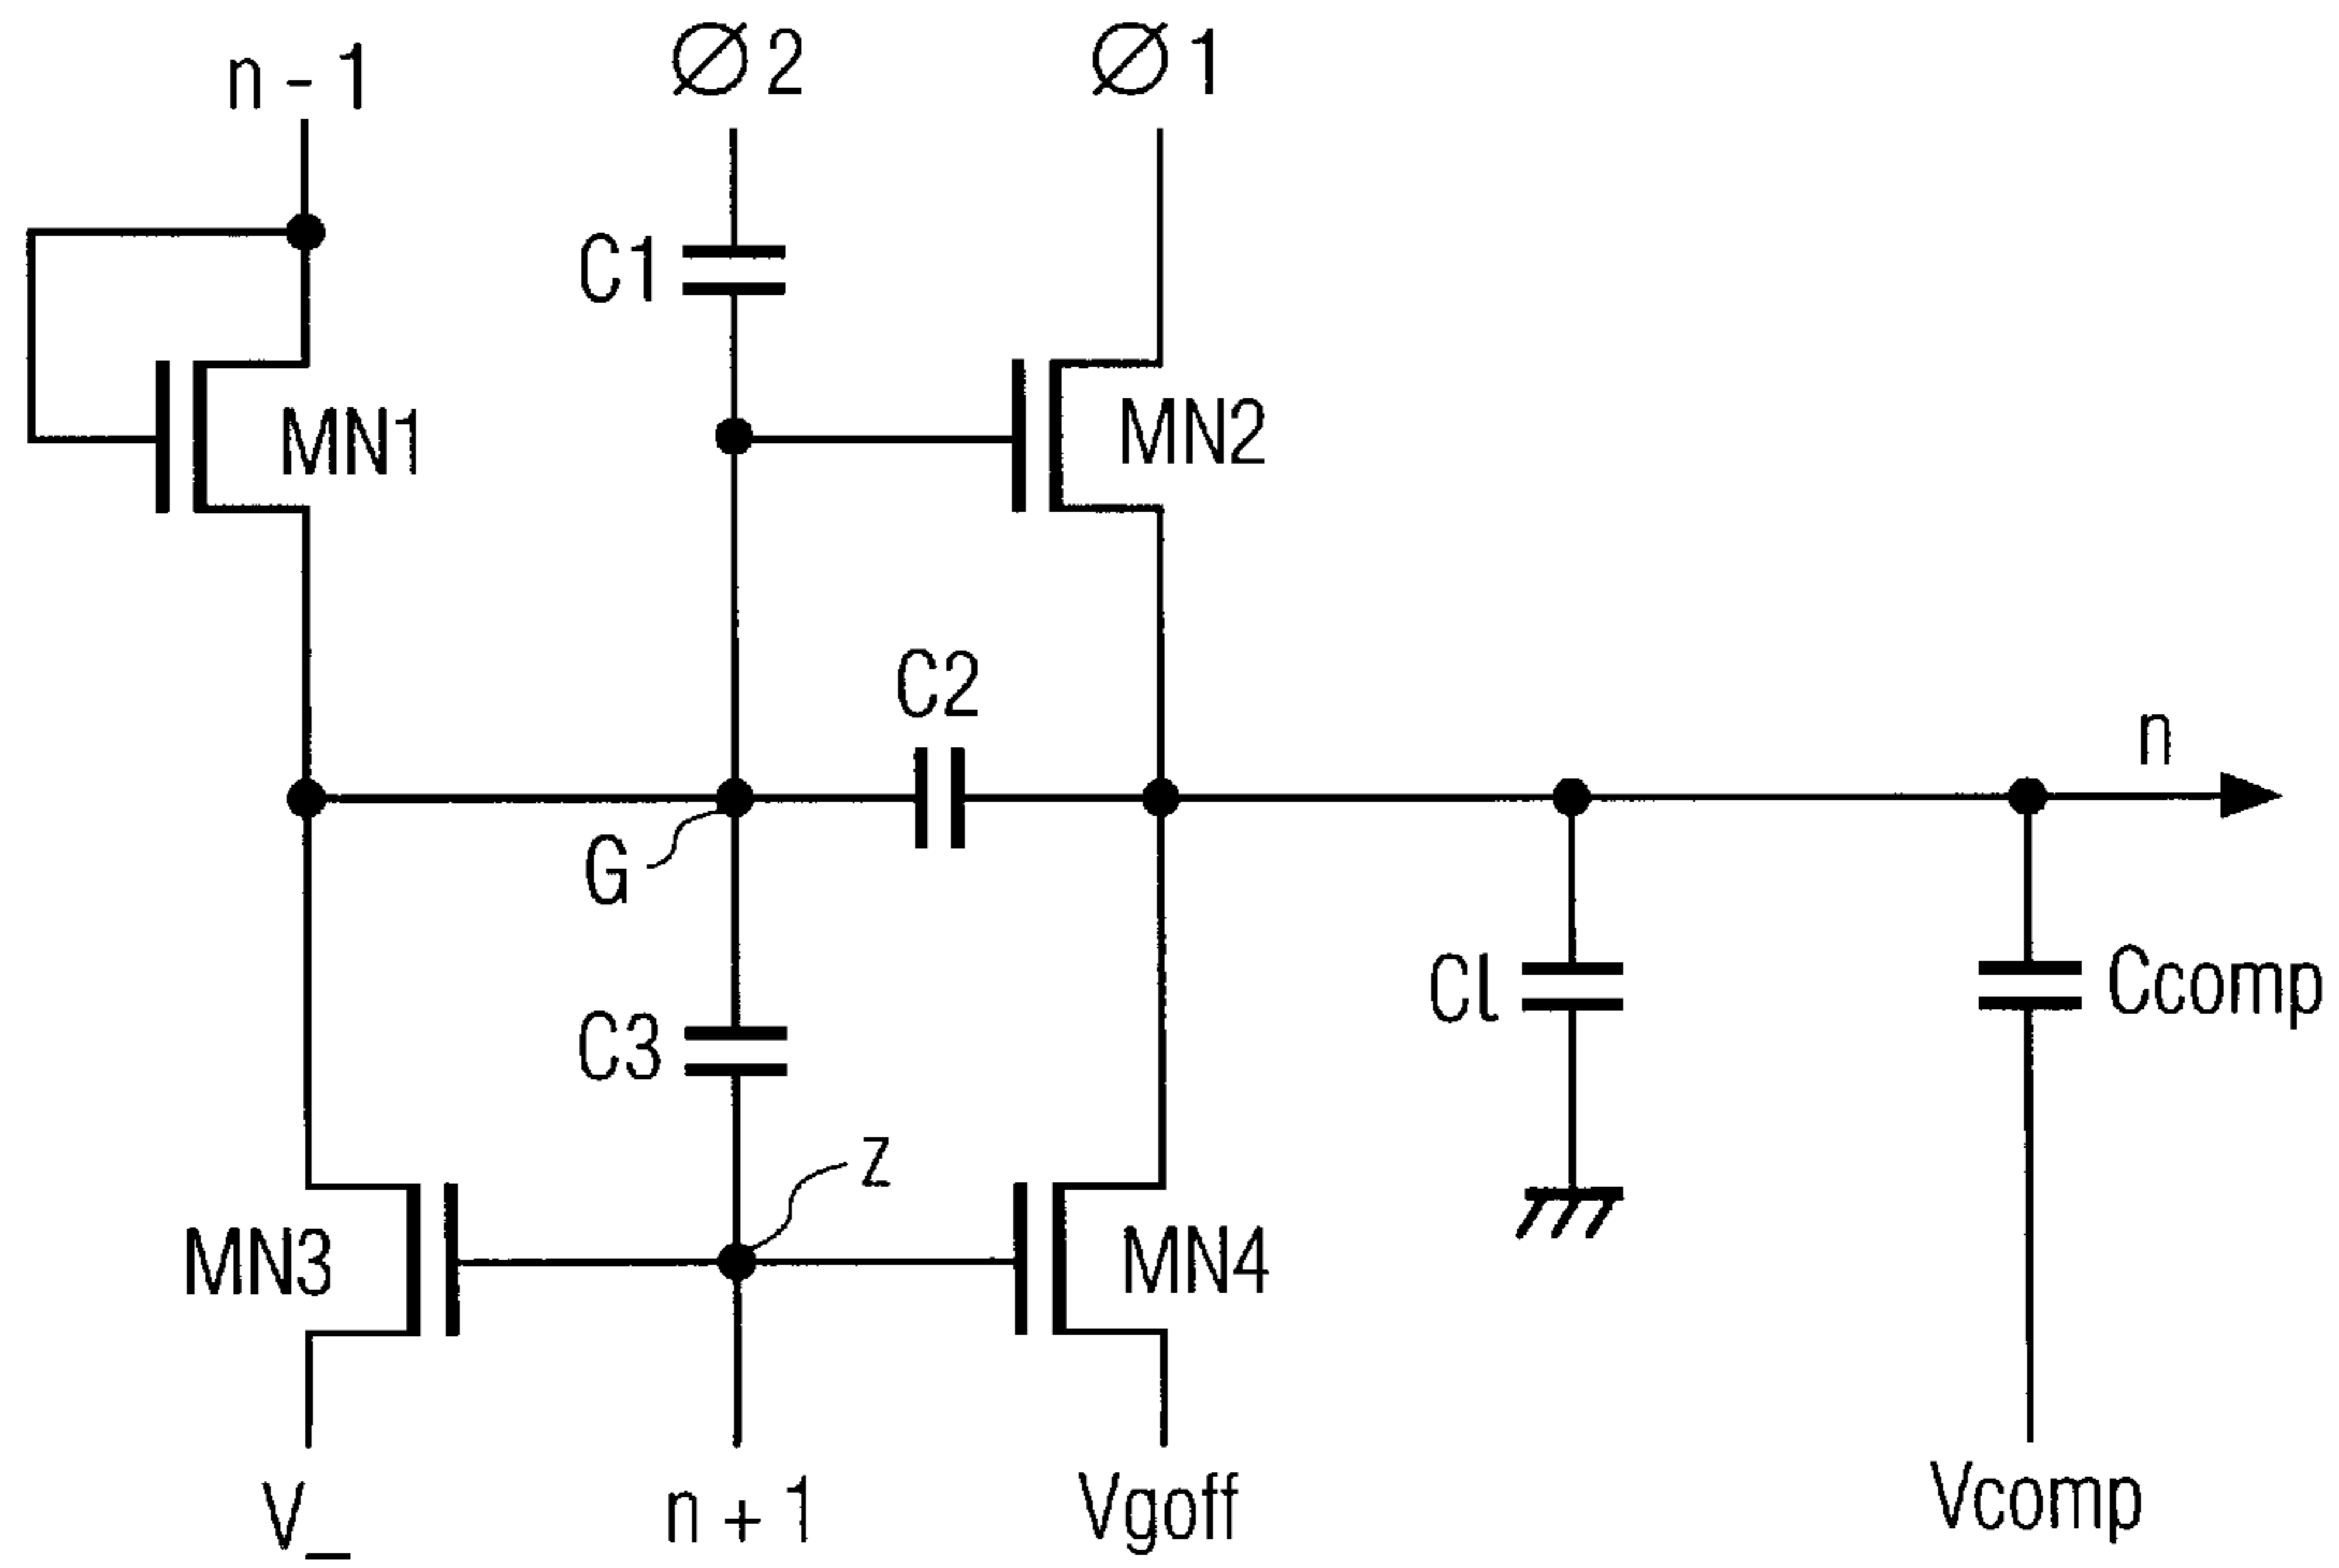 n-1
Ø2
Ø1
C1
MN1
MN2
C2
n
G
Cl
Ccomp
C3
Z
MN3
MN4
V_
n+1
Vgoff
Vcomp